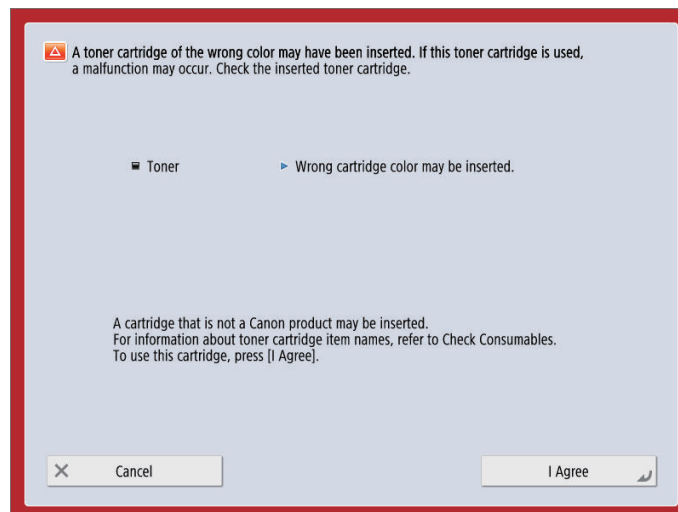 A toner cartridge of the wrong color may have been inserted. If this toner cartridge is used,
a malfunction may occur. Check the inserted toner cartridge.
Toner
Wrong cartridge color may be inserted.
A cartridge that is not a Canon product may be inserted.
For information about toner cartridge item names, refer to Check Consumables.
To use this cartridge, press [I Agree].
Cancel
I Agree